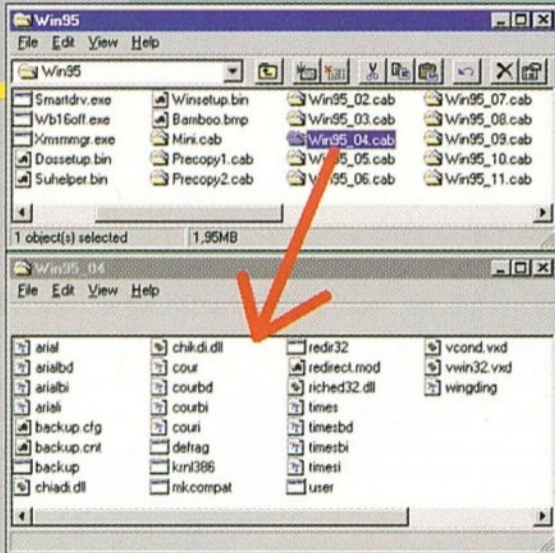 Win95
File Edit View Help
Win95
Smartdrv.exe Winsetup.bin Win95_02.cab Win95_07.cab
Wb16off.exe Bamboo.bmp Win95_03.cab Win95_08.cab
Xmsmmgr.exe Mini.cab Win95_04.cab Win95_09.cab
Dossetup.bin Precopy1.cab Win95_05.cab Win95_10.cab
Suhelper.bin Precopy2.cab Win95_06.cab Win95_11.cab
1 object(s) selected 1,95MB
Win95_04
File Edit View Help
arial chikdi.dll redir32 vcond.vxd
arialbd cour redirect.mod vwin32.vxd
arialbi courbd riched32.dll wingding
ariali courbi times
backup.cfg couri timesbd
backup.cnt defrag timesbi
backup krnl386 timesi
chiadi.dll mkcompat user